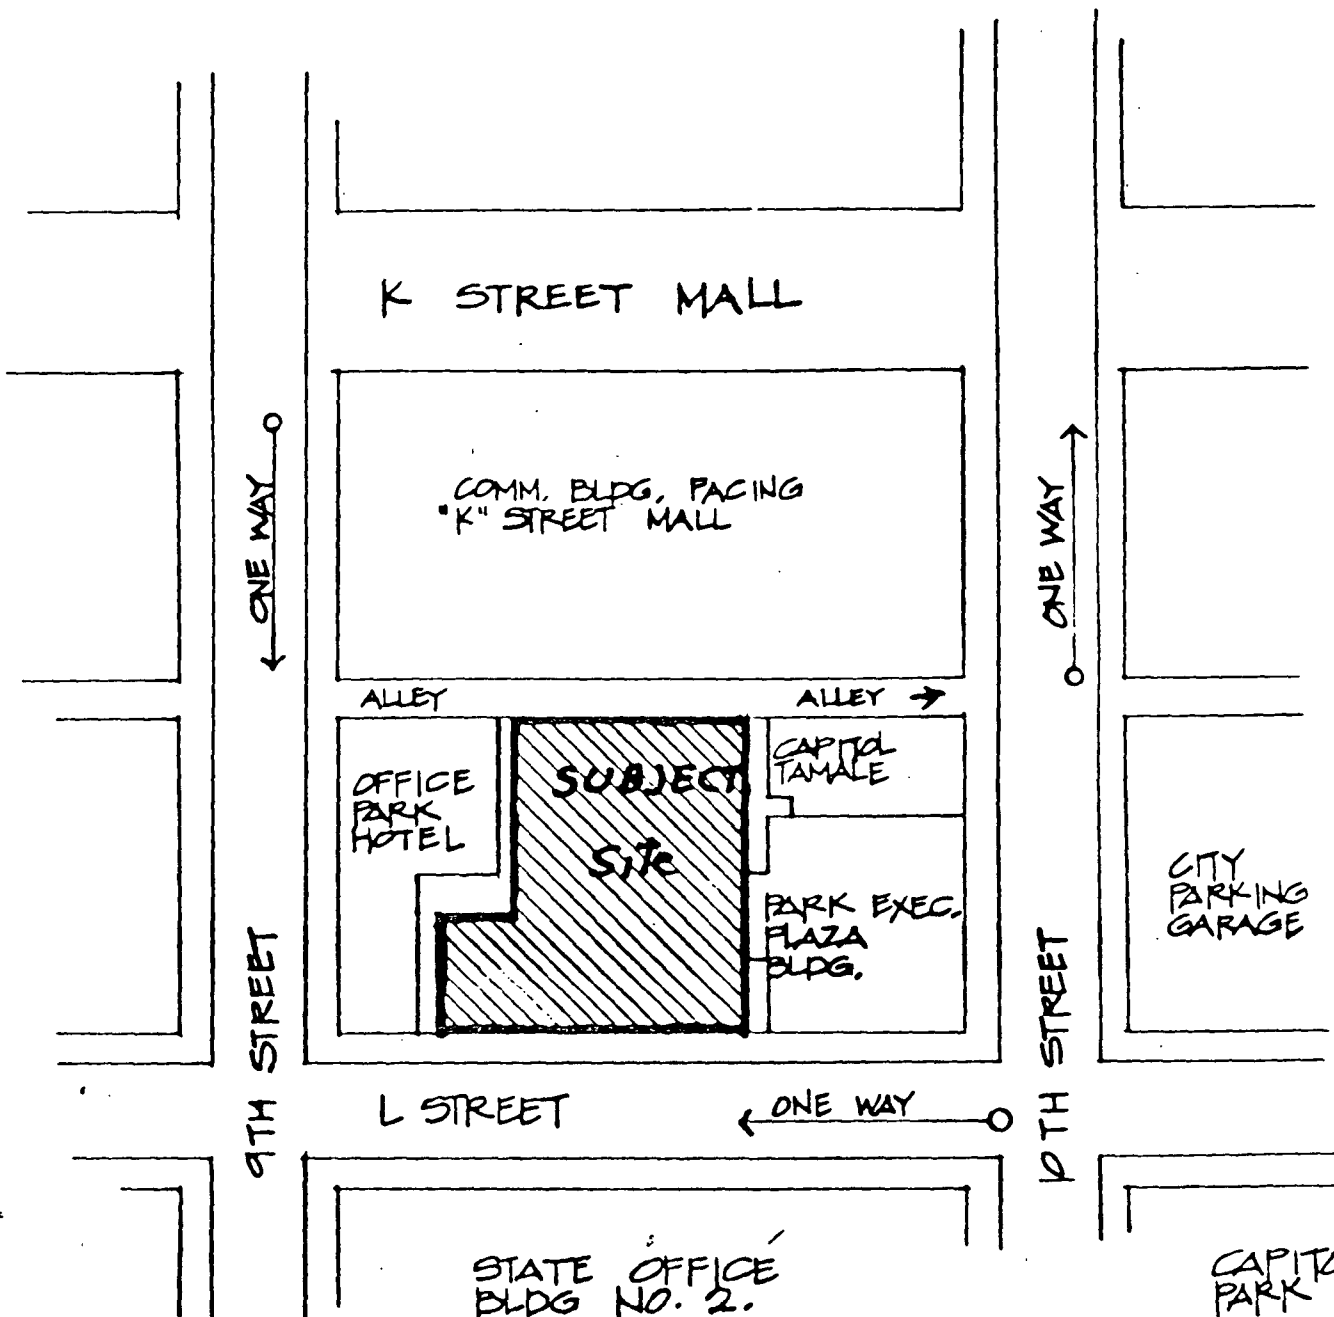 K STREET MALL
COMM. BLDG. FACING
"K" STREET MALL
ONE WAY
ONE WAY
ALLEY
ALLEY
SUBJECT
Site
OFFICE
PARK
HOTEL
CAPITOL
TAMALE
PARK EXEC.
PLAZA
BLDG.
CITY
PARKING
GARAGE
9TH STREET
10TH STREET
L STREET
ONE WAY
STATE OFFICE
BLDG NO. 2.
CAPITO
PARK